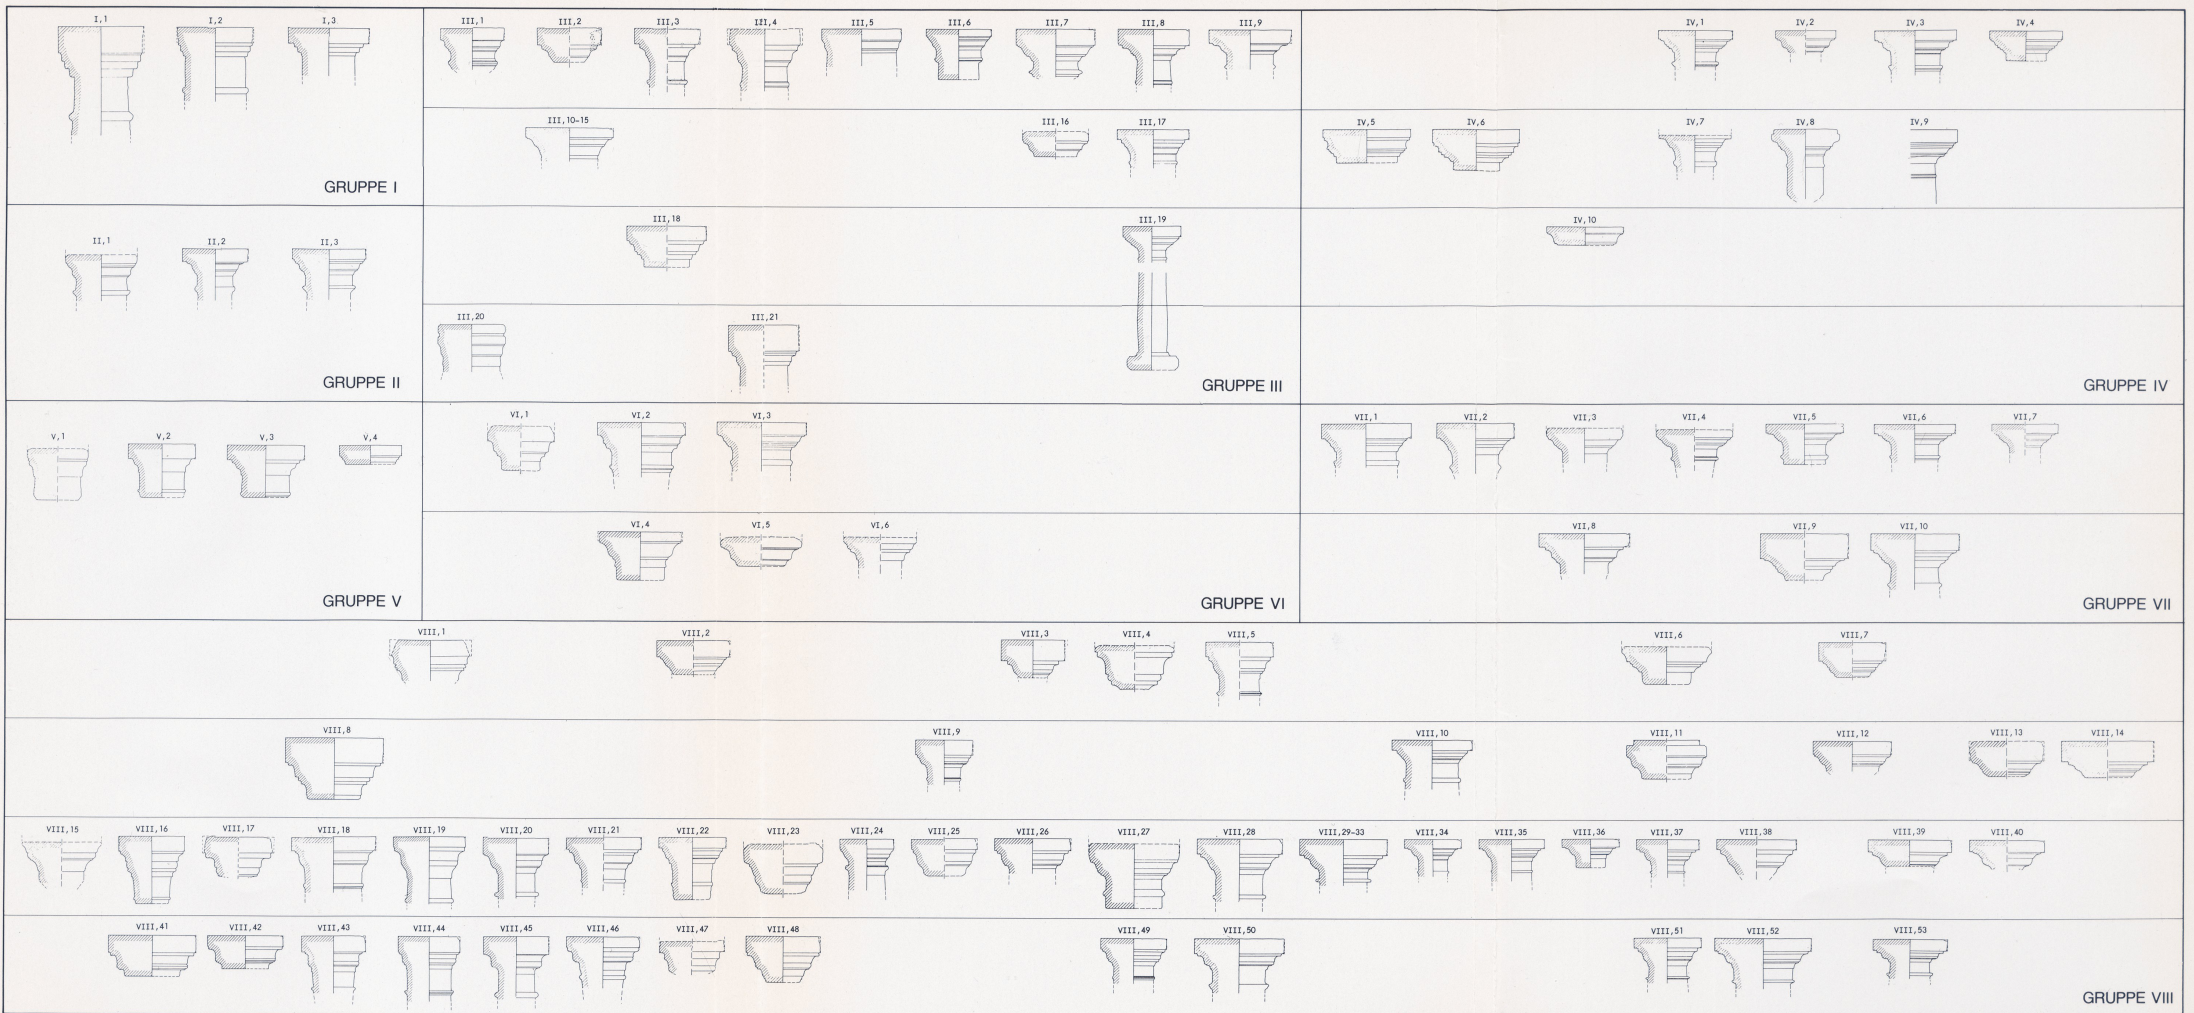 I,1 I,2 I,3
GRUPPE I
II,1 II,2 II,3
GRUPPE II
III,1 III,2 III,3 III,4 III,5 III,6 III,7 III,8 III,9
III,10-15 III,16 III,17
III,18 III,19
III,20 III,21
GRUPPE III
IV,1 IV,2 IV,3 IV,4
IV,5 IV,6 IV,7 IV,8 IV,9
IV,10
GRUPPE IV
V,1 V,2 V,3 V,4
GRUPPE V
VI,1 VI,2 VI,3
VI,4 VI,5 VI,6
GRUPPE VI
VII,1 VII,2 VII,3 VII,4 VII,5 VII,6 VII,7
VII,8 VII,9 VII,10
GRUPPE VII
VIII,1 VIII,2 VIII,3 VIII,4 VIII,5 VIII,6 VIII,7
VIII,8 VIII,9 VIII,10 VIII,11 VIII,12 VIII,13 VIII,14
VIII,15 VIII,16 VIII,17 VIII,18 VIII,19 VIII,20 VIII,21 VIII,22 VIII,23 VIII,24 VIII,25 VIII,26 VIII,27 VIII,28 VIII,29-33 VIII,34 VIII,35 VIII,36 VIII,37 VIII,38 VIII,39 VIII,40
VIII,41 VIII,42 VIII,43 VIII,44 VIII,45 VIII,46 VIII,47 VIII,48 VIII,49 VIII,50 VIII,51 VIII,52 VIII,53
GRUPPE VIII